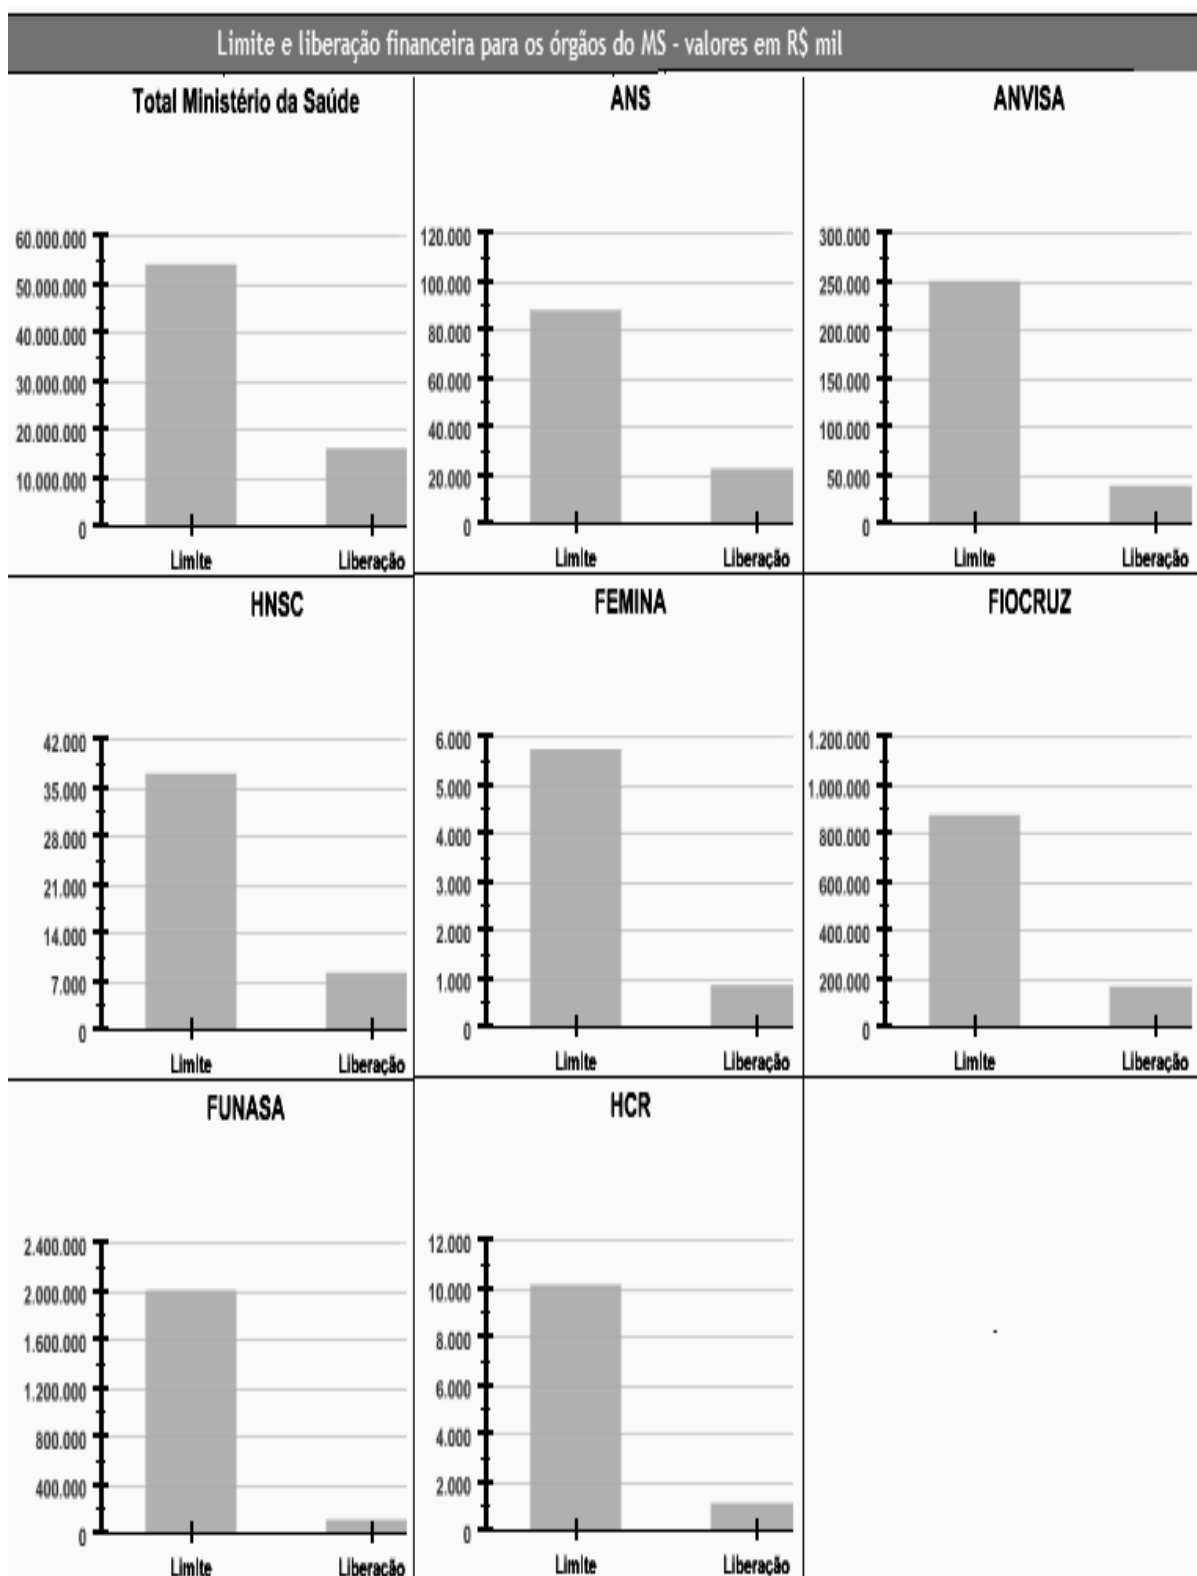 Limite e liberação financeira para os órgãos do MS - valores em R$ mil
Total Ministério da Saúde
60.000.000
50.000.000
40.000.000
30.000.000
20.000.000
10.000.000
0
Limite
Liberação
ANS
120.000
100.000
80.000
60.000
40.000
20.000
0
Limite
Liberação
ANVISA
300.000
250.000
200.000
150.000
100.000
50.000
0
Limite
Liberação
HNSC
42.000
35.000
28.000
21.000
14.000
7.000
0
Limite
Liberação
FEMINA
6.000
5.000
4.000
3.000
2.000
1.000
0
Limite
Liberação
FIOCRUZ
1.200.000
1.000.000
800.000
600.000
400.000
200.000
0
Limite
Liberação
FUNASA
2.400.000
2.000.000
1.600.000
1.200.000
800.000
400.000
0
Limite
Liberação
HCR
12.000
10.000
8.000
6.000
4.000
2.000
0
Limite
Liberação